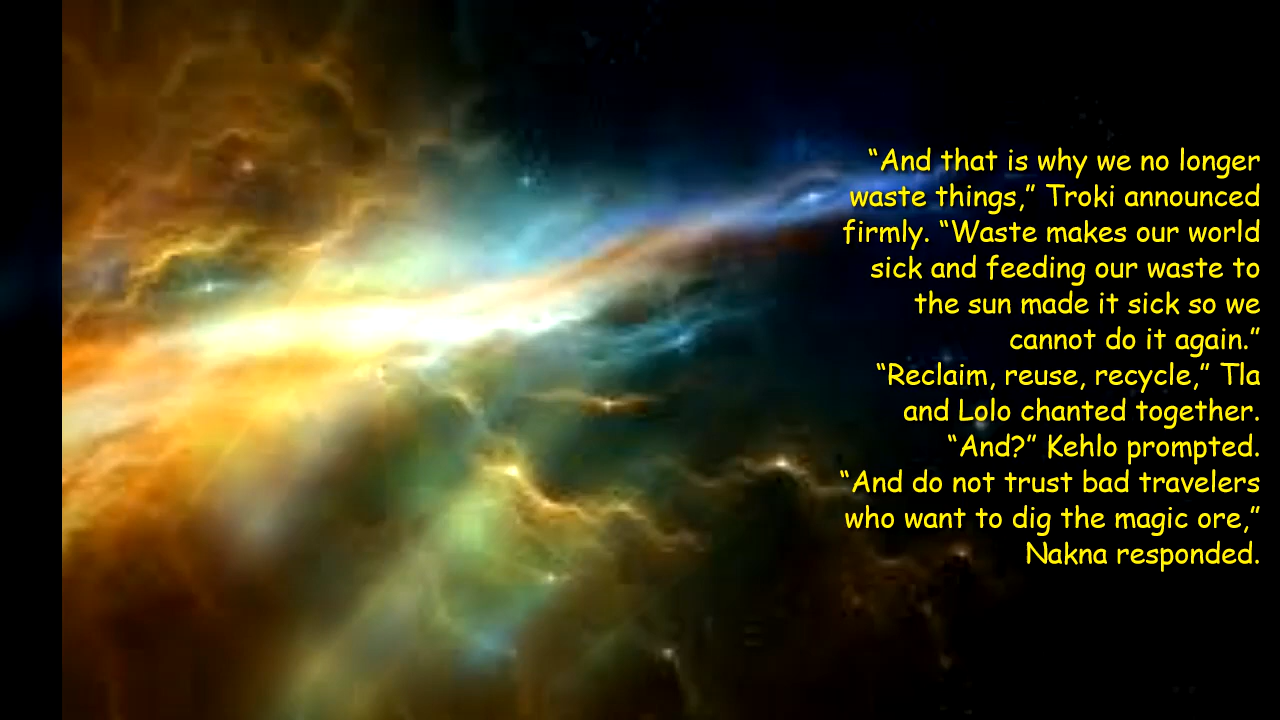 “And that is why we no longer
waste things,” Troki announced
firmly. “Waste makes our world
sick and feeding our waste to
the sun made it sick so we
cannot do it again.”
“Reclaim, reuse, recycle,” Tla
and Lolo chanted together.
“And?” Kehlo prompted.
“And do not trust bad travelers
who want to dig the magic ore,”
Nakna responded.